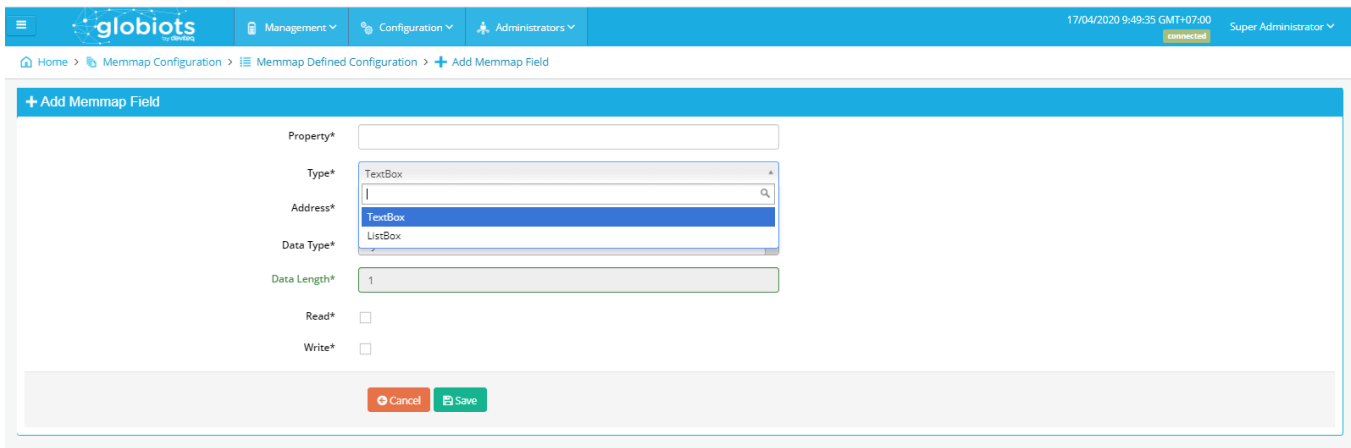 globiots
by deviteq
Management
Configuration
Administrators
17/04/2020 9:49:35 GMT+07:00
connected
Super Administrator
Home > Memmap Configuration > Memmap Defined Configuration > Add Memmap Field
Add Memmap Field
Property*
Type*
TextBox
Address*
TextBox
ListBox
Data Type*
Data Length*
1
Read*
Write*
Cancel
Save